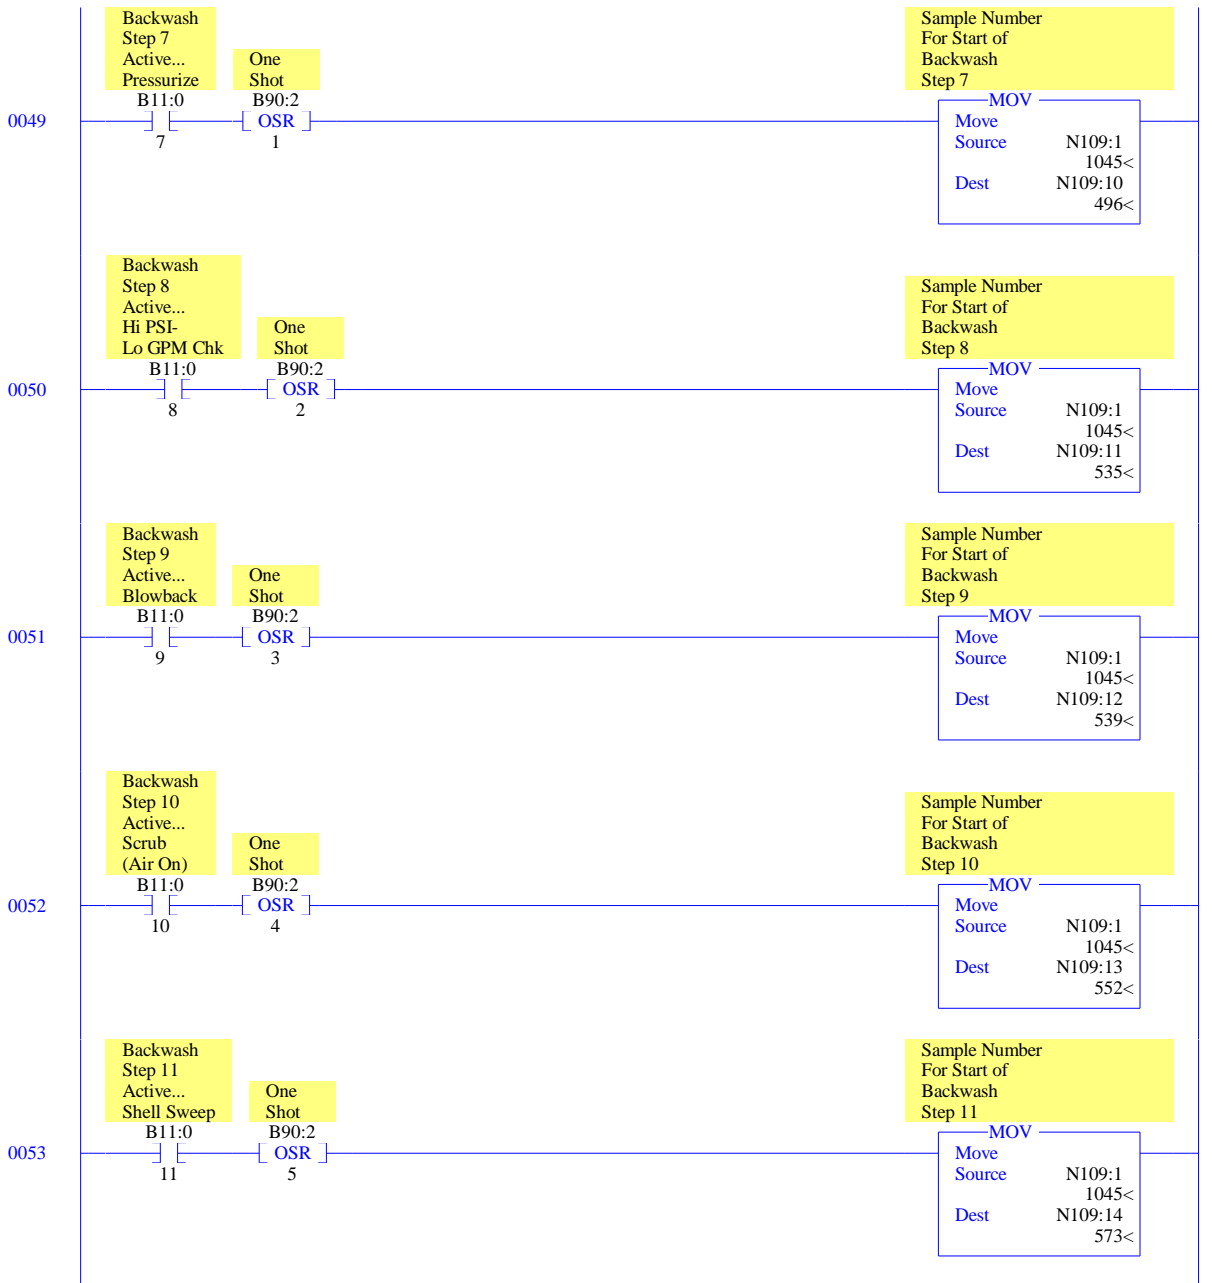 Backwash
Step 7
Active...
Pressurize
One
Shot
Sample Number
For Start of
Backwash
Step 7
0049
B11:0
7
B90:2
OSR
1
MOV
Move
Source N109:1
1045<
Dest N109:10
496<
Backwash
Step 8
Active...
Hi PSI-
Lo GPM Chk
One
Shot
Sample Number
For Start of
Backwash
Step 8
0050
B11:0
8
B90:2
OSR
2
MOV
Move
Source N109:1
1045<
Dest N109:11
535<
Backwash
Step 9
Active...
Blowback
One
Shot
Sample Number
For Start of
Backwash
Step 9
0051
B11:0
9
B90:2
OSR
3
MOV
Move
Source N109:1
1045<
Dest N109:12
539<
Backwash
Step 10
Active...
Scrub
(Air On)
One
Shot
Sample Number
For Start of
Backwash
Step 10
0052
B11:0
10
B90:2
OSR
4
MOV
Move
Source N109:1
1045<
Dest N109:13
552<
Backwash
Step 11
Active...
Shell Sweep
One
Shot
Sample Number
For Start of
Backwash
Step 11
0053
B11:0
11
B90:2
OSR
5
MOV
Move
Source N109:1
1045<
Dest N109:14
573<